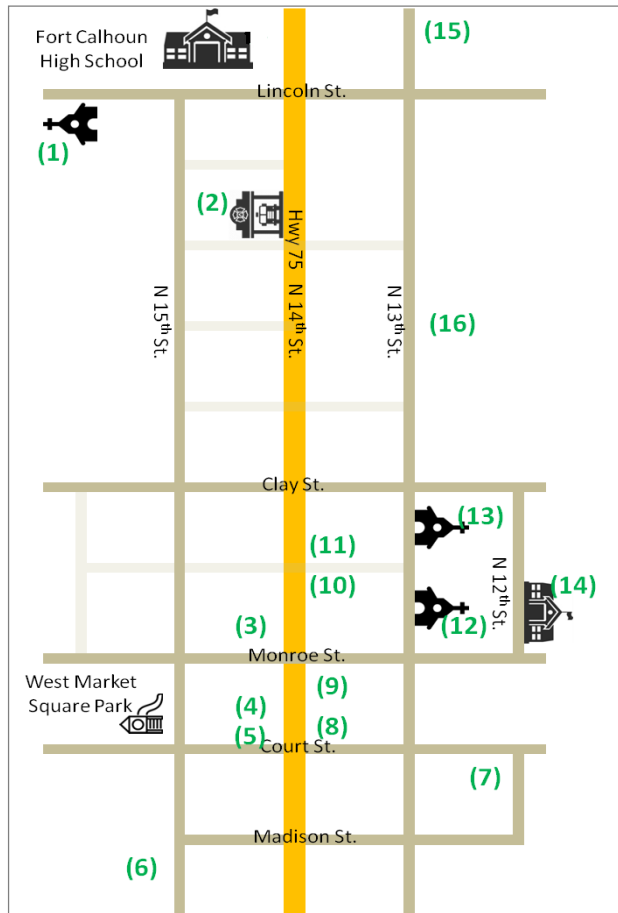 Fort Calhoun
High School
(15)
Lincoln St.
(1)
(2)
Hwy 75 N 14th St.
N 15th St.
N 13th St.
(16)
Clay St.
(13)
(11)
N 12th St.
(10)
(14)
(3)
(12)
Monroe St.
West Market
Square Park
(9)
(4)
(8)
(5)
Court St.
(7)
Madison St.
(6)